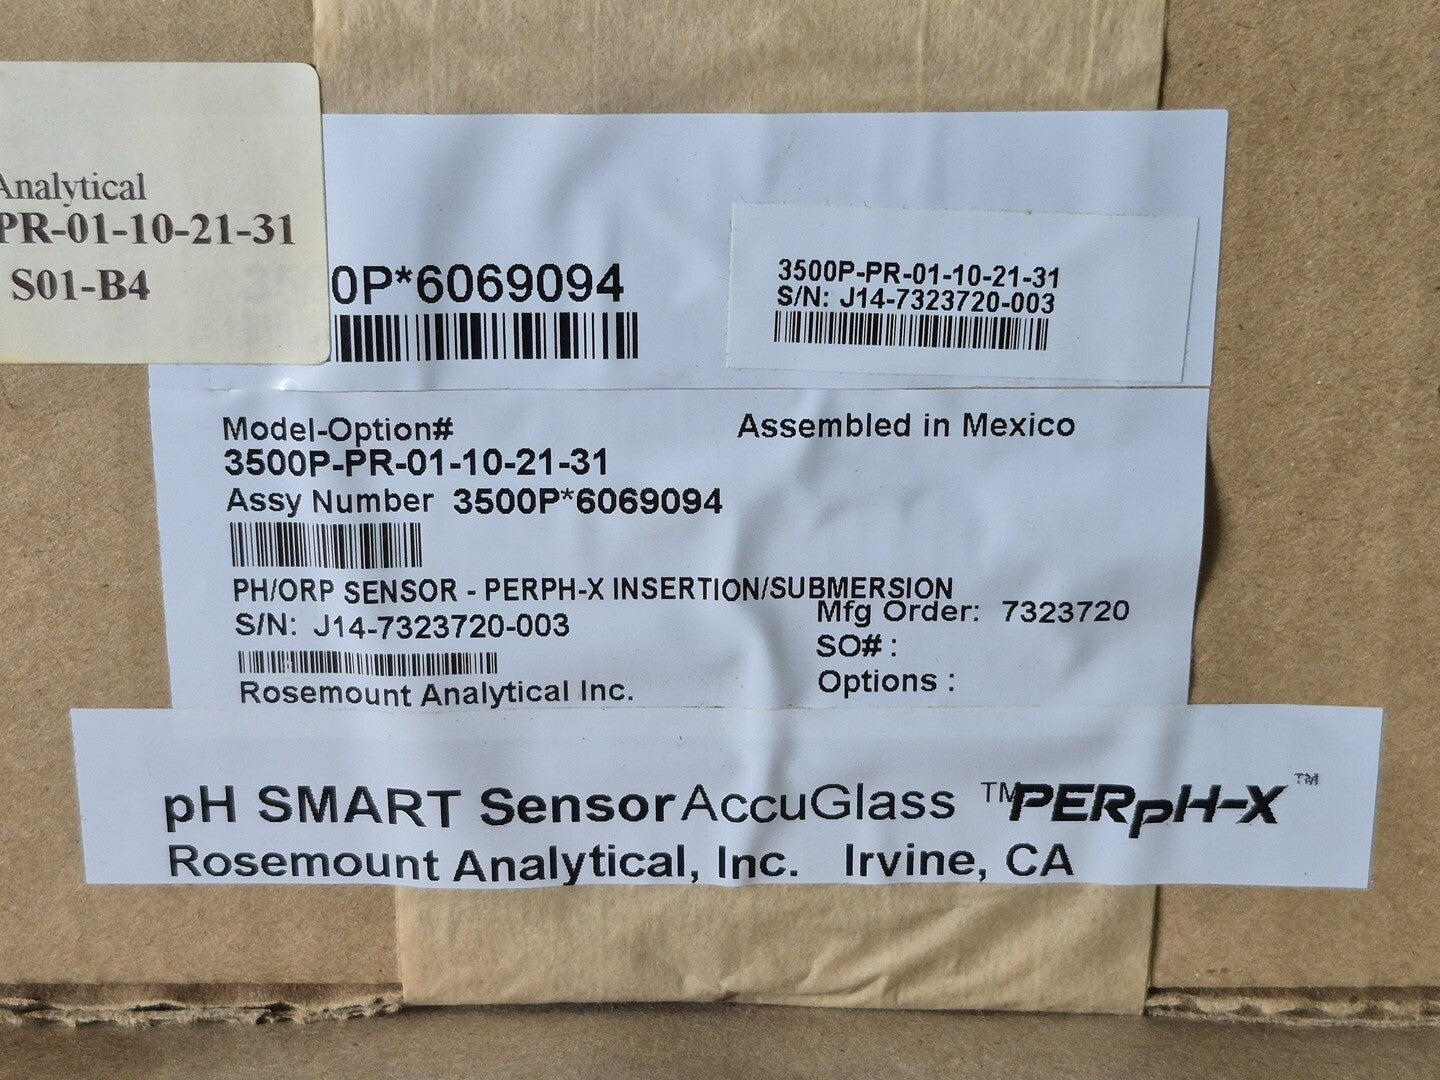 Analytical
PR-01-10-21-31
S01-B4
0P*6069094
3500P-PR-01-10-21-31
S/N: J14-7323720-003
Model-Option#
Assembled in Mexico
3500P-PR-01-10-21-31
Assy Number 3500P*6069094
PH/ORP SENSOR - PERPH-X INSERTION/SUBMERSION
Mfg Order: 7323720
S/N: J14-7323720-003
SO# :
Options :
Rosemount Analytical Inc.
pH SMART Sensor AccuGlass ™PERpH-X™
Rosemount Analytical, Inc. Irvine, CA